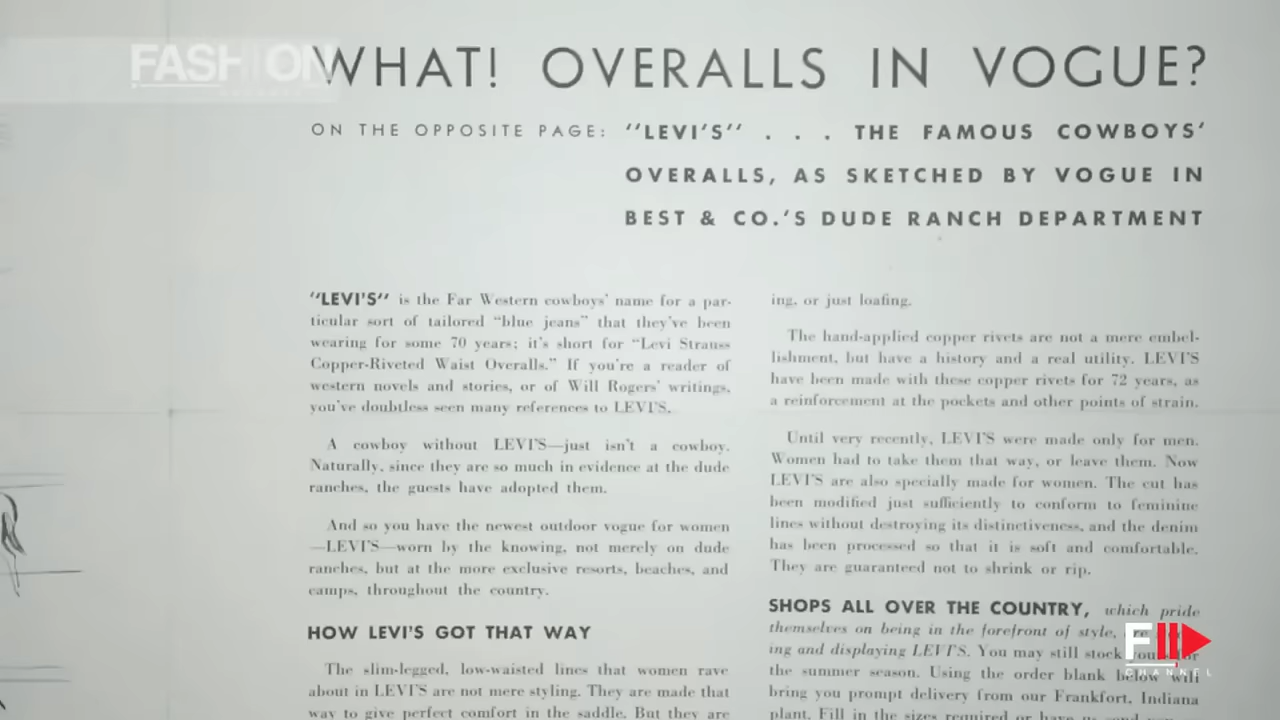 FASHION
WHAT! OVERALLS IN VOGUE?
ON THE OPPOSITE PAGE: "LEVI'S" . . . THE FAMOUS COWBOYS'
OVERALLS, AS SKETCHED BY VOGUE IN
BEST & CO.'S DUDE RANCH DEPARTMENT
"LEVI'S" is the Far Western cowboys' name for a par-
ticular sort of tailored "blue jeans" that they've been
wearing for some 70 years; it's short for "Levi Strauss
Copper-Riveted Waist Overalls." If you're a reader of
western novels and stories, or of Will Rogers' writings,
you've doubtless seen many references to LEVI'S.
A cowboy without LEVI'S—just isn't a cowboy.
Naturally, since they are so much in evidence at the dude
ranches, the guests have adopted them.
And so you have the newest outdoor vogue for women
—LEVI'S—worn by the knowing, not merely on dude
ranches, but at the more exclusive resorts, beaches, and
camps, throughout the country.
HOW LEVI'S GOT THAT WAY
The slim-legged, low-waisted lines that women rave
about in LEVI'S are not mere styling. They are made that
way to give perfect comfort in the saddle. But they are
ing, or just loafing.
The hand-applied copper rivets are not a mere embel-
lishment, but have a history and a real utility. LEVI'S
have been made with these copper rivets for 72 years, as
a reinforcement at the pockets and other points of strain.
Until very recently, LEVI'S were made only for men.
Women had to take them that way, or leave them. Now
LEVI'S are also specially made for women. The cut has
been modified just sufficiently to conform to feminine
lines without destroying its distinctiveness, and the denim
has been processed so that it is soft and comfortable.
They are guaranteed not to shrink or rip.
SHOPS ALL OVER THE COUNTRY, which pride
themselves on being in the forefront of style,
ing and displaying LEVI'S. You may still stock
the summer season. Using the order blank below will
bring you prompt delivery from our Frankfort, Indiana
plant. Fill in the sizes required or have us send
F
CHANNEL